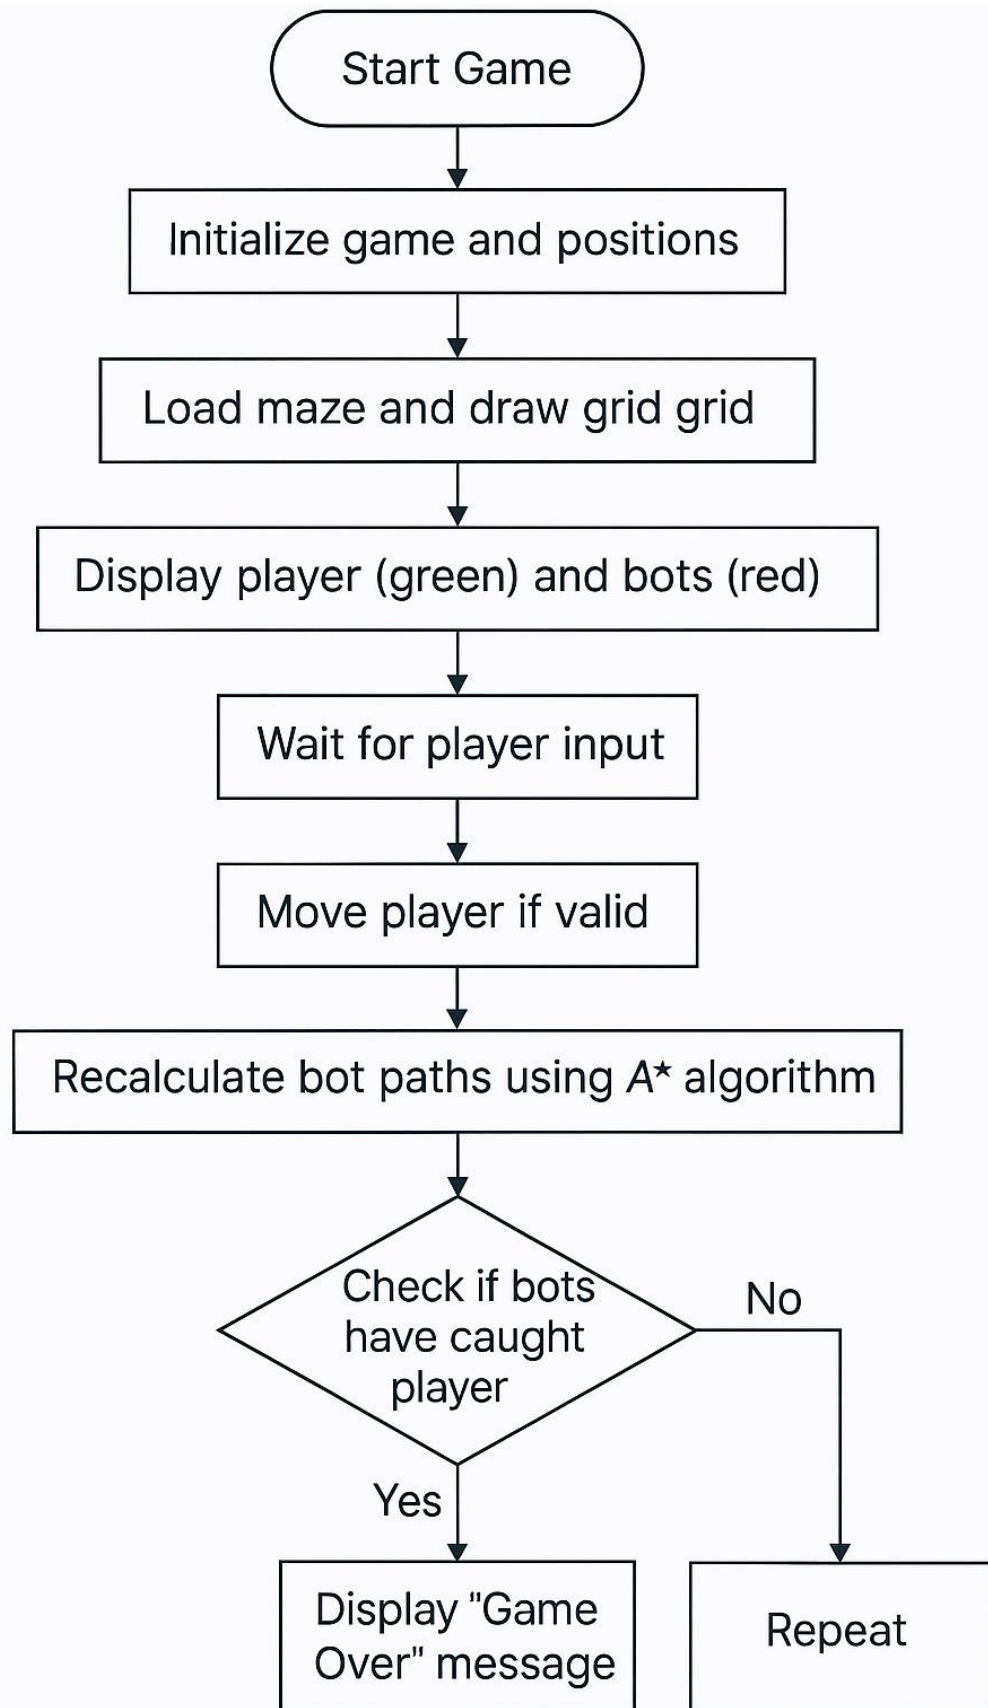 Start Game
Initialize game and positions
Load maze and draw grid grid
Display player (green) and bots (red)
Wait for player input
Move player if valid
Recalculate bot paths using A★ algorithm
Check if bots
have caught
player
No
Yes
Display "Game
Over" message
Repeat